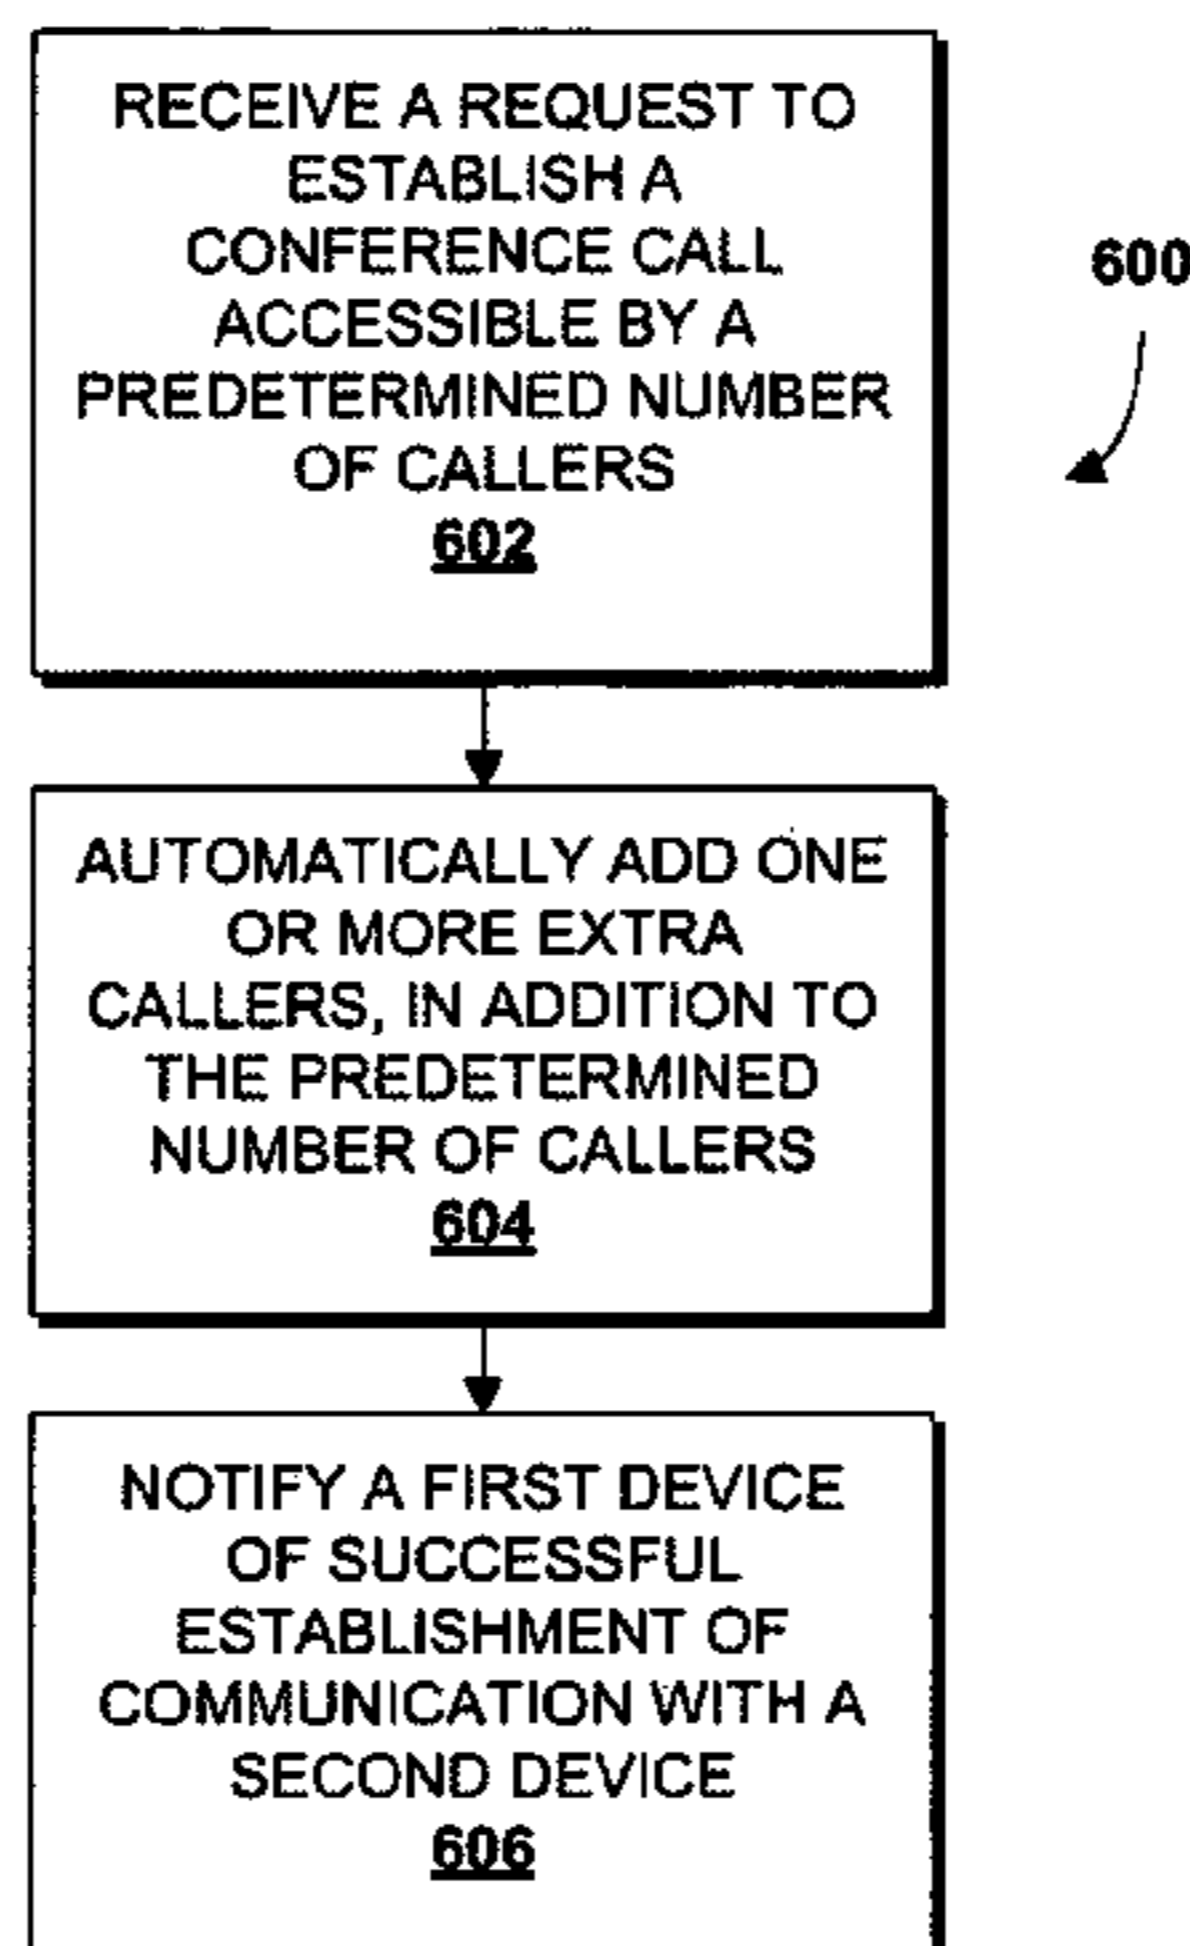 RECEIVE A REQUEST TO
ESTABLISH A
CONFERENCE CALL
ACCESSIBLE BY A
PREDETERMINED NUMBER
OF CALLERS
602
600
AUTOMATICALLY ADD ONE
OR MORE EXTRA
CALLERS, IN ADDITION TO
THE PREDETERMINED
NUMBER OF CALLERS
604
NOTIFY A FIRST DEVICE
OF SUCCESSFUL
ESTABLISHMENT OF
COMMUNICATION WITH A
SECOND DEVICE
606